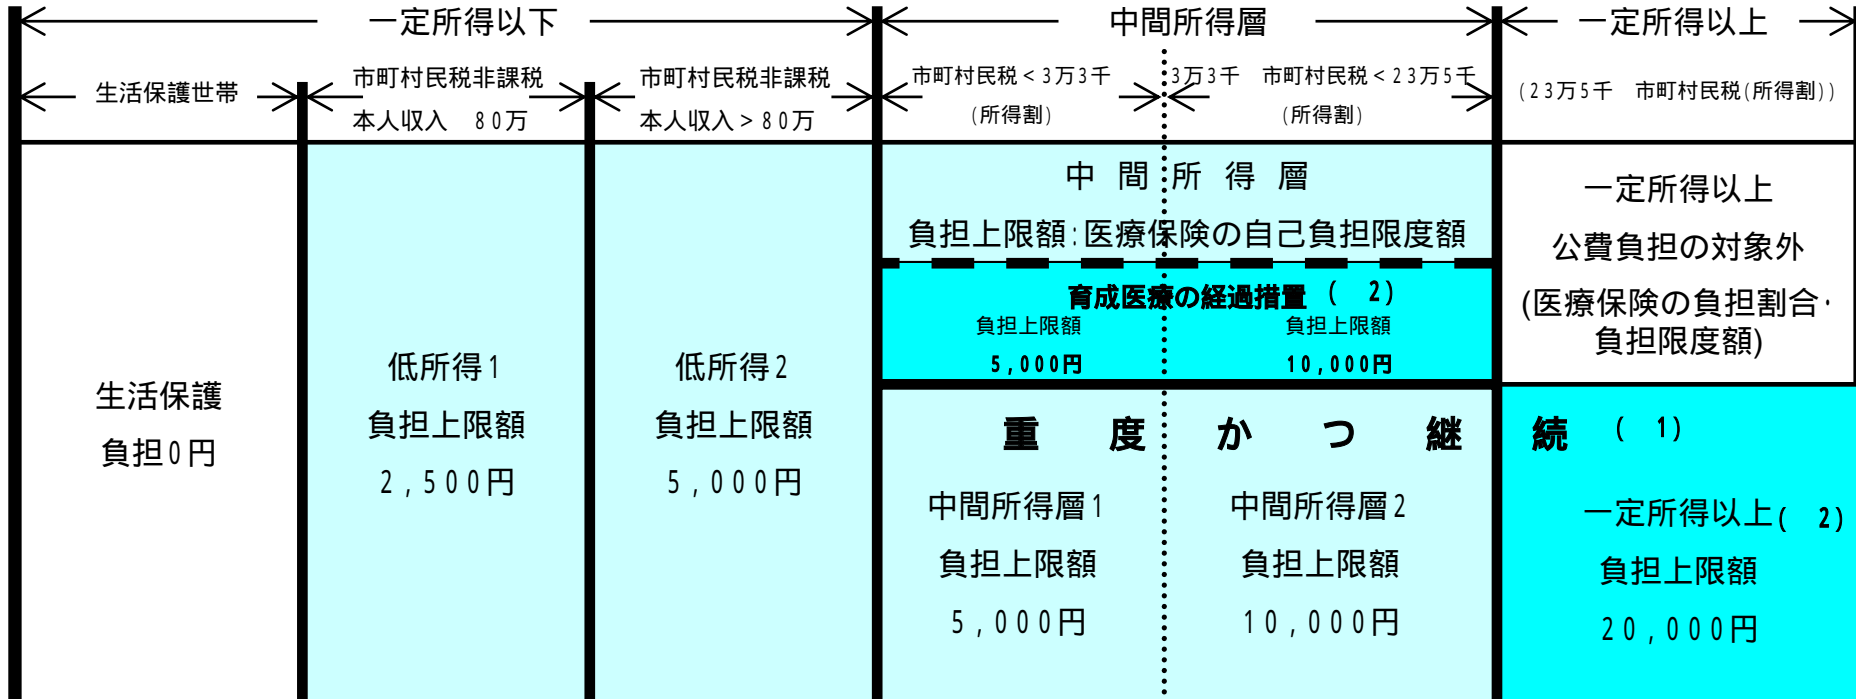 一定所得以下
中間所得層
一定所得以上
生活保護世帯
市町村民税非課税
本人収入　80万
市町村民税非課税
本人収入＞80万
市町村民税＜3万3千
(所得割)
3万3千　市町村民税＜23万5千
(所得割)
(23万5千　市町村民税(所得割))
生活保護
負担0円
低所得1
負担上限額
2,500円
低所得2
負担上限額
5,000円
中間所得層
負担上限額：医療保険の自己負担限度額
育成医療の経過措置(　2)
負担上限額
5,000円
負担上限額
10,000円
一定所得以上
公費負担の対象外
(医療保険の負担割合・
負担限度額)
重度かつ継続(　1)
中間所得層1
負担上限額
5,000円
中間所得層2
負担上限額
10,000円
一定所得以上(　2)
負担上限額
20,000円